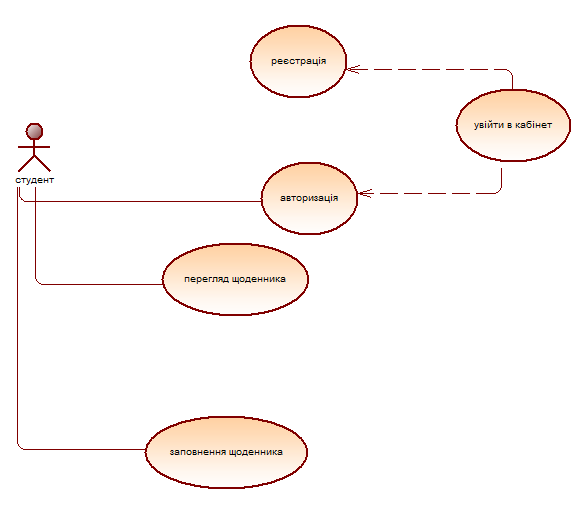 реєстрація
увійти в кабінет
студент
авторизація
перегляд щоденника
заповнення щоденника